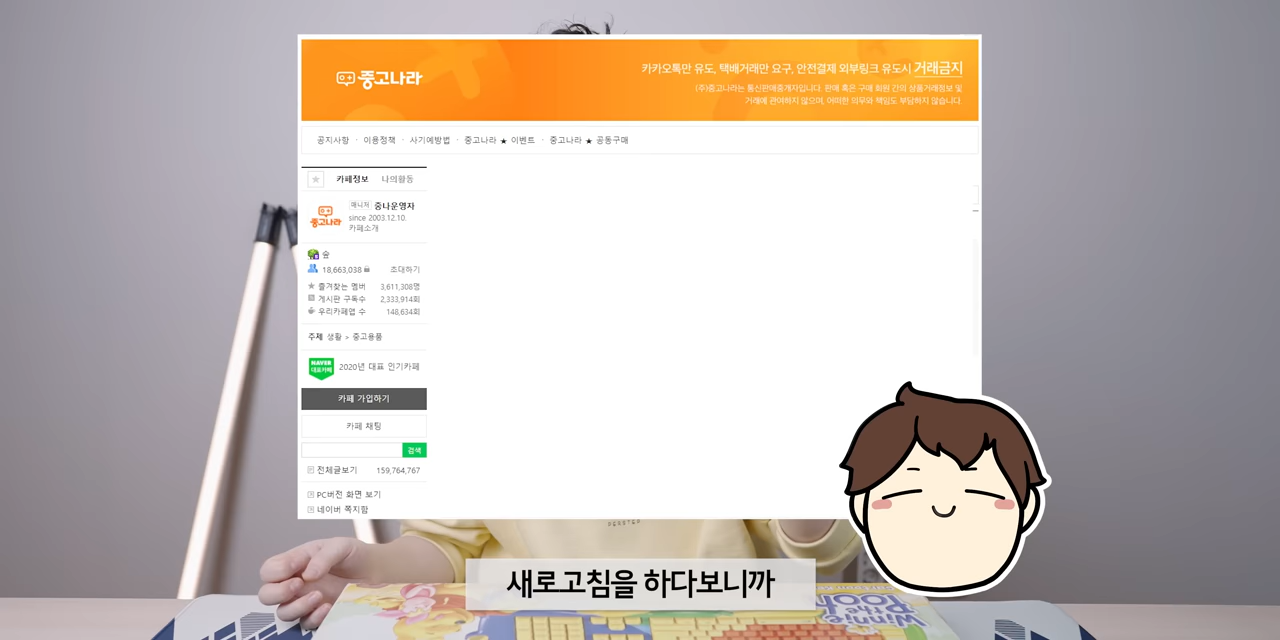 중고나라
카카오톡만 유도, 택배거래만 요구, 안전결제 외부링크 유도시 거래금지
(주)중고나라는 통신판매중개자입니다. 판매 혹은 구매 회원 간의 상품거래정보 및
거래에 관여하지 않으며, 어떠한 의무와 책임도 부담하지 않습니다.
공지사항 · 이용정책 · 사기예방법 · 중고나라 ★ 이벤트 · 중고나라 ★ 공동구매
카페정보 나의활동
매니저 중나운영자
since 2003.12.10.
카페소개
중고나라
숲
18,663,038 초대하기
즐겨찾는 멤버 3,611,308명
게시판 구독수 2,333,914회
우리카페앱 수 148,634회
주제 생활 > 중고용품
NAVER
대표카페
2020년 대표 인기카페
카페 가입하기
카페 채팅
검색
전체글보기 159,764,767
PC버전 화면 보기
네이버 쪽지함
새로고침을 하다보니까
Winnie
the
Pooh